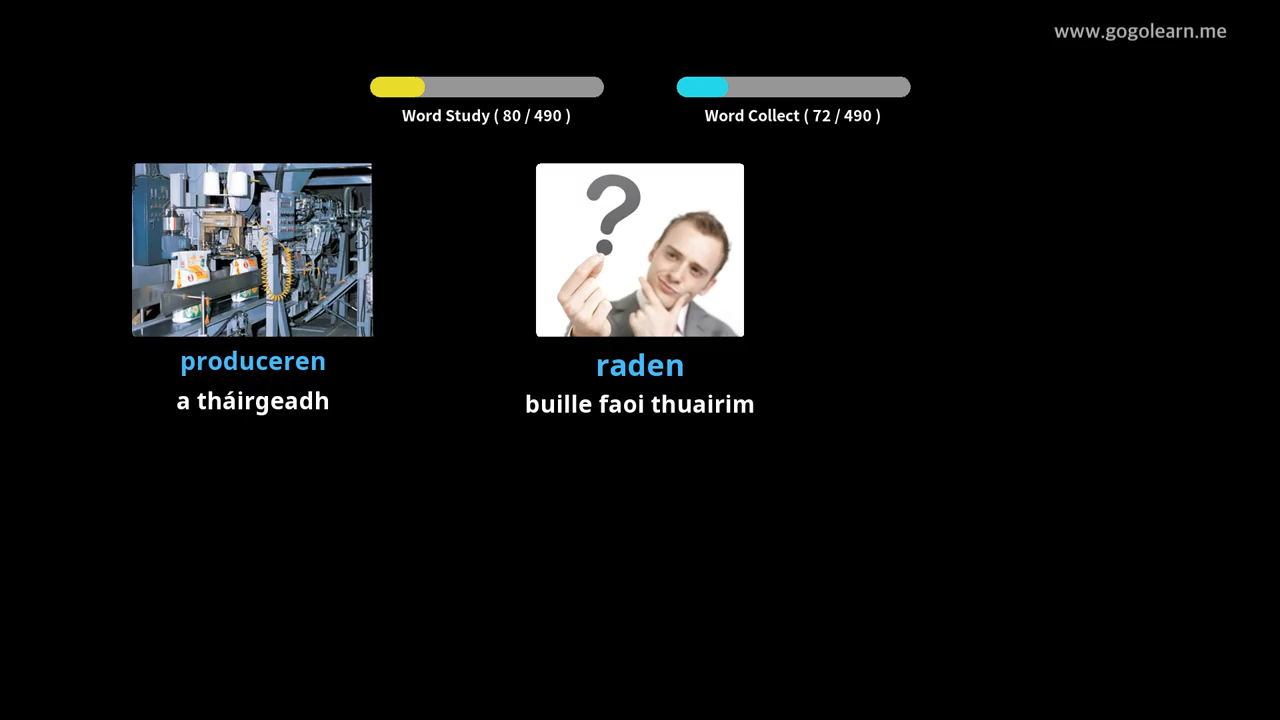 www.gogolearn.me
Word Study ( 80 / 490 )
Word Collect ( 72 / 490 )
produceren
raden
a tháirgeadh
buille faoi thuairim